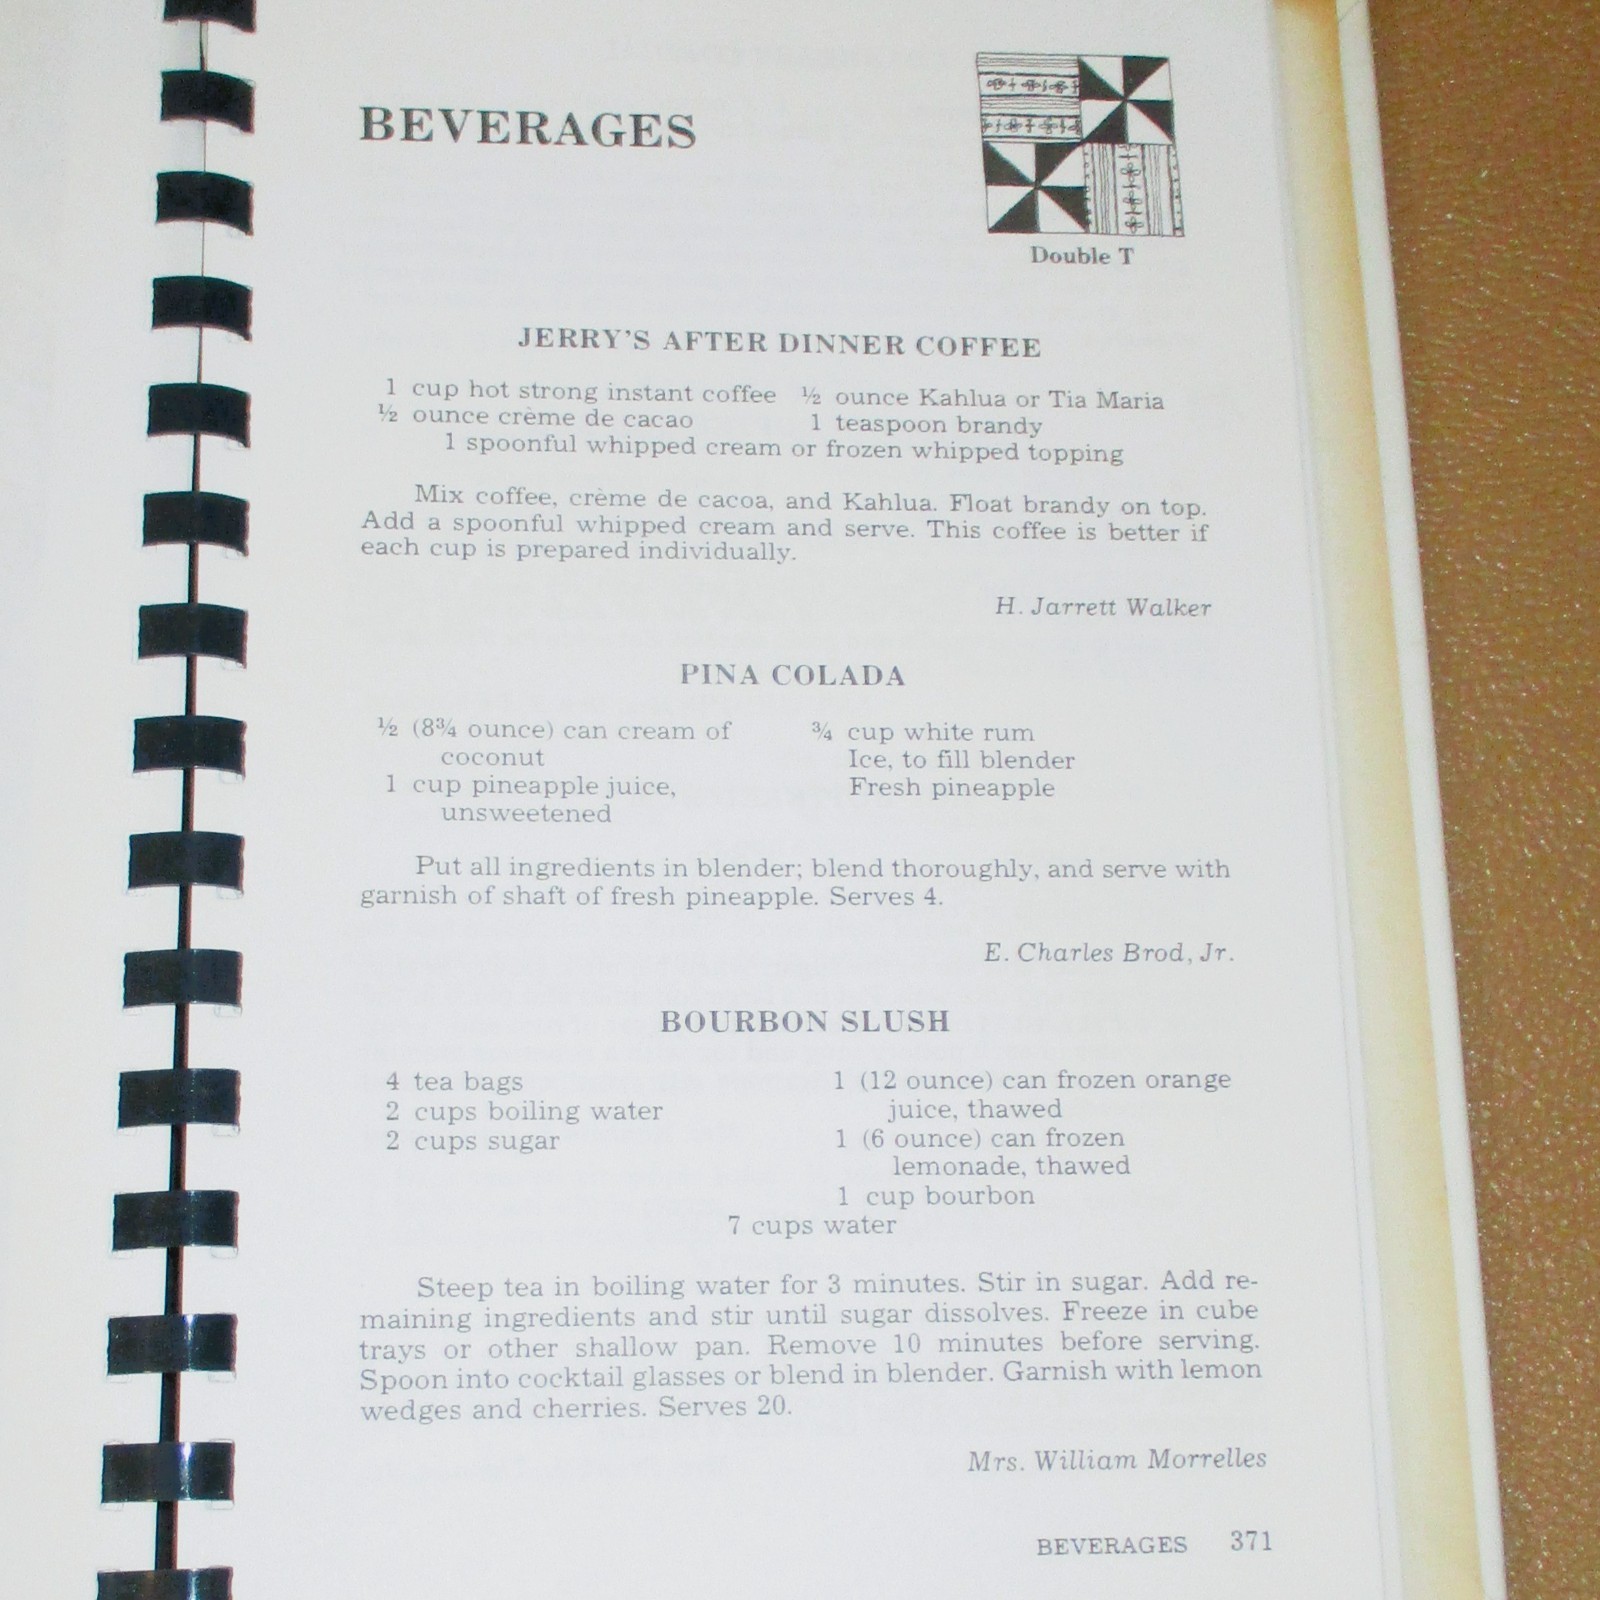 BEVERAGES
Double T
JERRY'S AFTER DINNER COFFEE
1 cup hot strong instant coffee ½ ounce Kahlua or Tia Maria
½ ounce crème de cacao 1 teaspoon brandy
1 spoonful whipped cream or frozen whipped topping
Mix coffee, crème de cacoa, and Kahlua. Float brandy on top.
Add a spoonful whipped cream and serve. This coffee is better if
each cup is prepared individually.
H. Jarrett Walker
PINA COLADA
½ (8¾ ounce) can cream of
coconut
1 cup pineapple juice,
unsweetened
¾ cup white rum
Ice, to fill blender
Fresh pineapple
Put all ingredients in blender; blend thoroughly, and serve with
garnish of shaft of fresh pineapple. Serves 4.
E. Charles Brod, Jr.
BOURBON SLUSH
4 tea bags
2 cups boiling water
2 cups sugar
1 (12 ounce) can frozen orange
juice, thawed
1 (6 ounce) can frozen
lemonade, thawed
1 cup bourbon
7 cups water
Steep tea in boiling water for 3 minutes. Stir in sugar. Add re-
maining ingredients and stir until sugar dissolves. Freeze in cube
trays or other shallow pan. Remove 10 minutes before serving.
Spoon into cocktail glasses or blend in blender. Garnish with lemon
wedges and cherries. Serves 20.
Mrs. William Morrelles
BEVERAGES 371